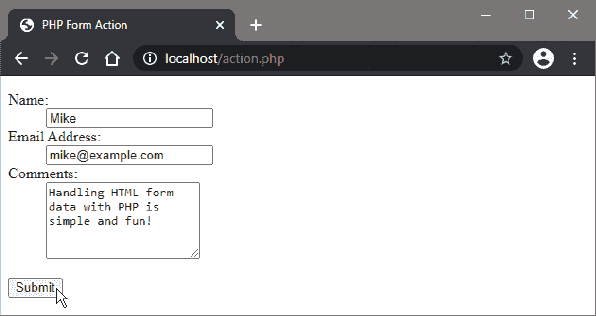 PHP Form Action
localhost/action.php
Name:
Mike
Email Address:
mike@example.com
Comments:
Handling HTML form
data with PHP is
simple and fun!
Submit